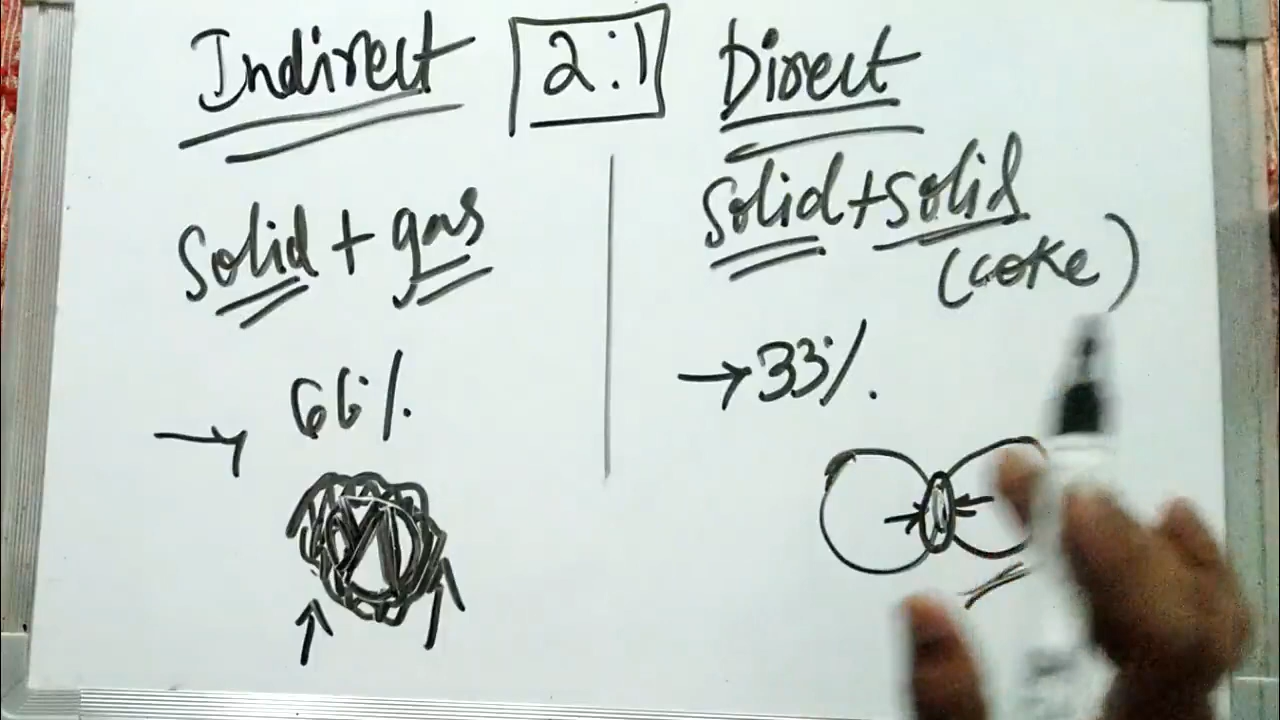 Indirect 2:1 Direct
Solid + gas
Solid + Solid
(coke)
→ 66%.
→ 33%.